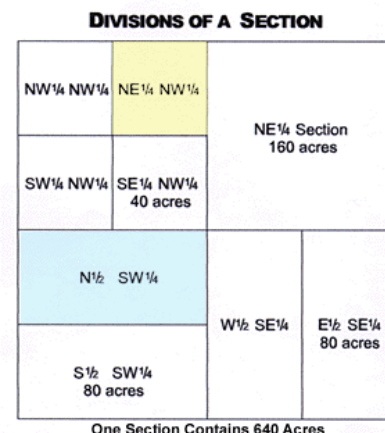 DIVISIONS OF A SECTION
NW¼ NW¼
NE¼ NW¼
NE¼ Section
160 acres
SW¼ NW¼
SE¼ NW¼
40 acres
N½ SW¼
W½ SE¼
E½ SE¼
80 acres
S½ SW¼
80 acres
One Section Contains 640 Acres